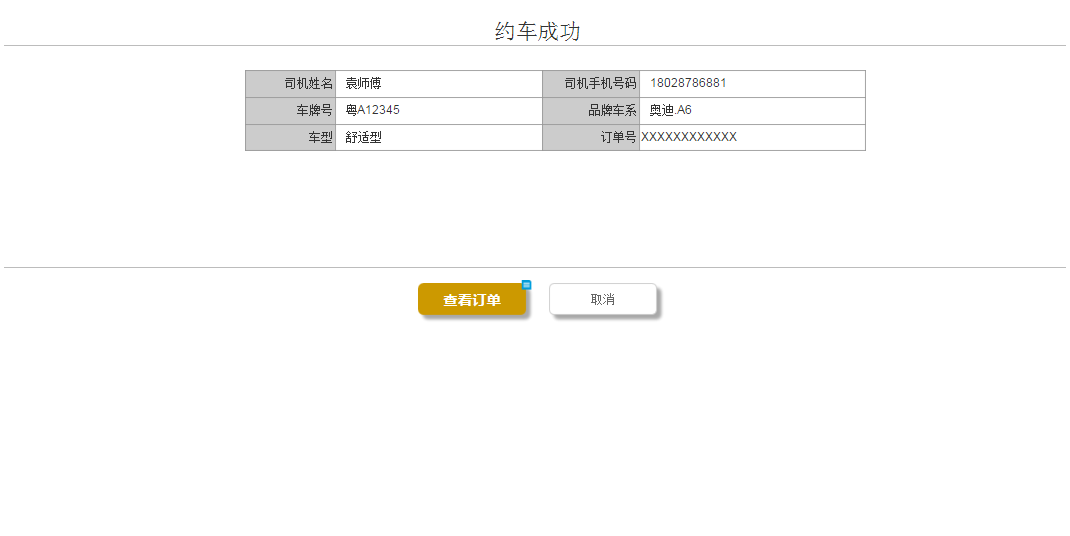 约车成功
司机姓名 袁师傅 司机手机号码 18028786881
车牌号 粤A12345 品牌车系 奥迪.A6
车型 舒适型 订单号 XXXXXXXXXXXX
查看订单 取消